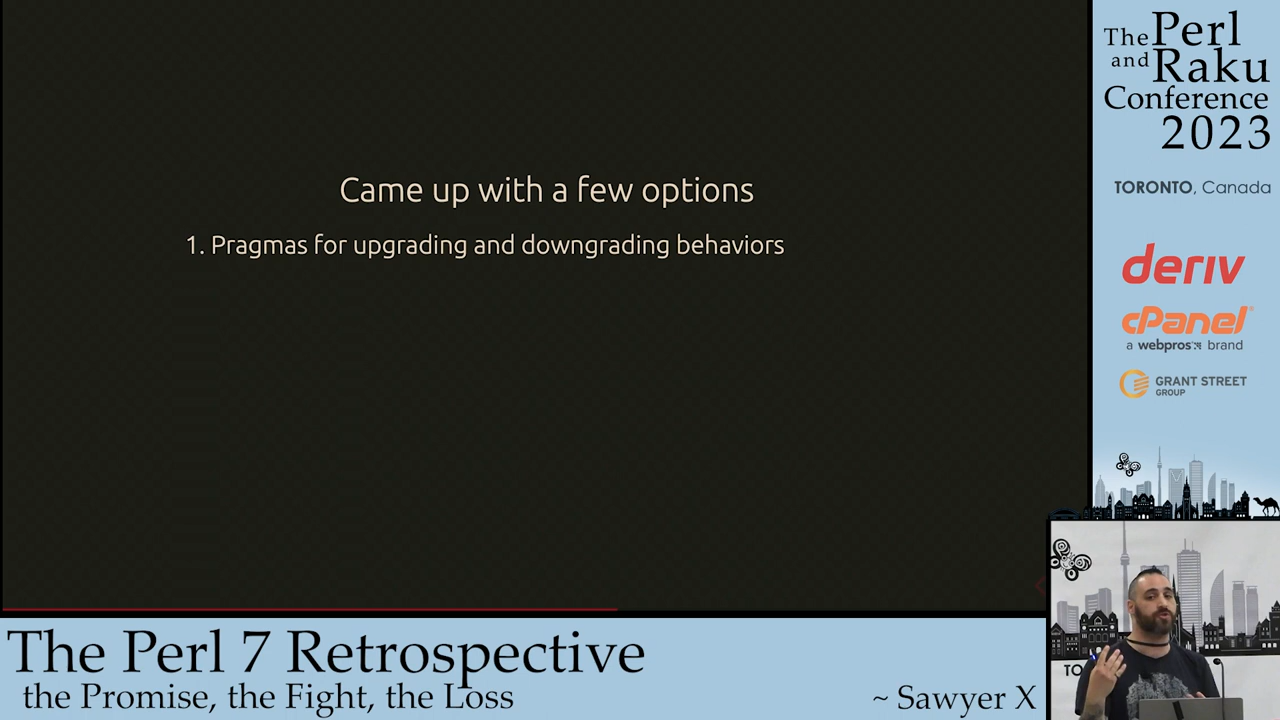 Came up with a few options
1. Pragmas for upgrading and downgrading behaviors
The Perl
and Raku
Conference
2023
TORONTO, Canada
deriv
cPanel®
a webpros brand
GRANT STREET
GROUP
TO
The Perl 7 Retrospective
the Promise, the Fight, the Loss
~ Sawyer X